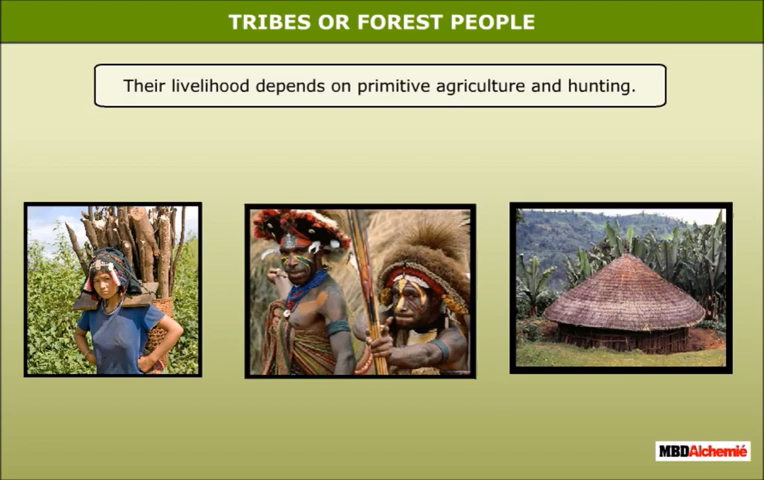 TRIBES OR FOREST PEOPLE
Their livelihood depends on primitive agriculture and hunting.
MBDAlchemié